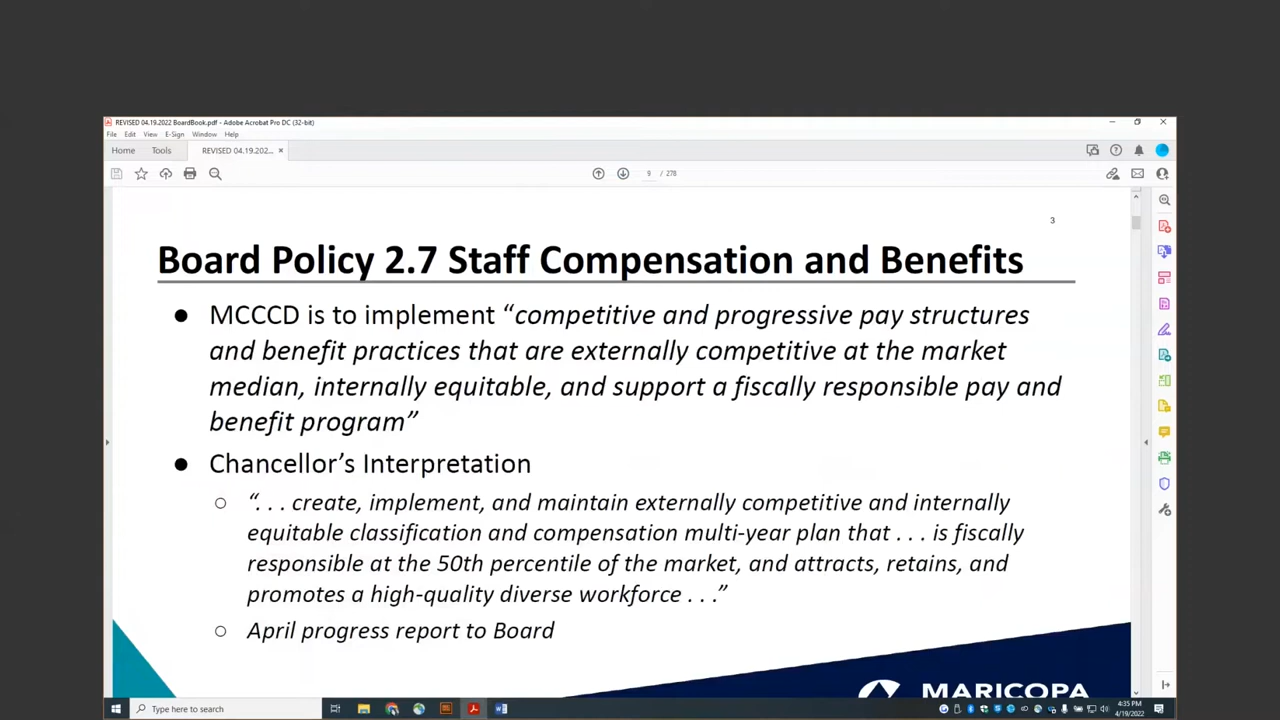 REVISED 04.19.2022 BoardBook.pdf - Adobe Acrobat Pro DC (32-bit)
File Edit View E-Sign Window Help
Home Tools REVISED 04.19.202... ×
9 / 278
3
Board Policy 2.7 Staff Compensation and Benefits
● MCCCD is to implement “competitive and progressive pay structures
and benefit practices that are externally competitive at the market
median, internally equitable, and support a fiscally responsible pay and
benefit program”
● Chancellor’s Interpretation
○ “. . . create, implement, and maintain externally competitive and internally
equitable classification and compensation multi-year plan that . . . is fiscally
responsible at the 50th percentile of the market, and attracts, retains, and
promotes a high-quality diverse workforce . . .”
○ April progress report to Board
MARICOPA
Type here to search
4:35 PM
4/19/2022